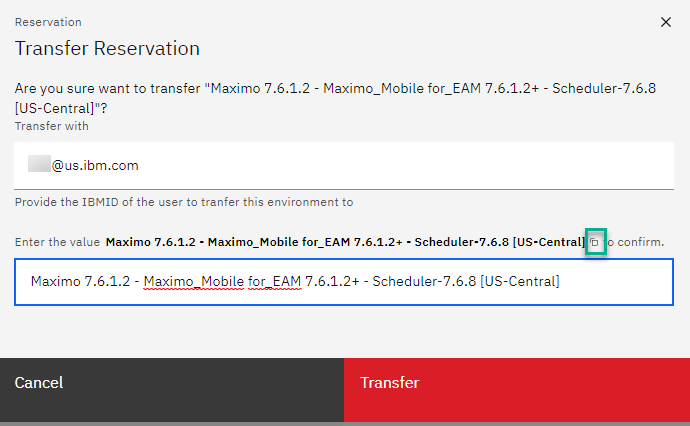 Reservation
Transfer Reservation
Are you sure want to transfer "Maximo 7.6.1.2 - Maximo_Mobile for_EAM 7.6.1.2+ - Scheduler-7.6.8
[US-Central]"?
Transfer with
@us.ibm.com
Provide the IBMID of the user to tranfer this environment to
Enter the value Maximo 7.6.1.2 - Maximo_Mobile for_EAM 7.6.1.2+ - Scheduler-7.6.8 [US-Central] to confirm.
Maximo 7.6.1.2 - Maximo_Mobile for_EAM 7.6.1.2+ - Scheduler-7.6.8 [US-Central]
Cancel
Transfer